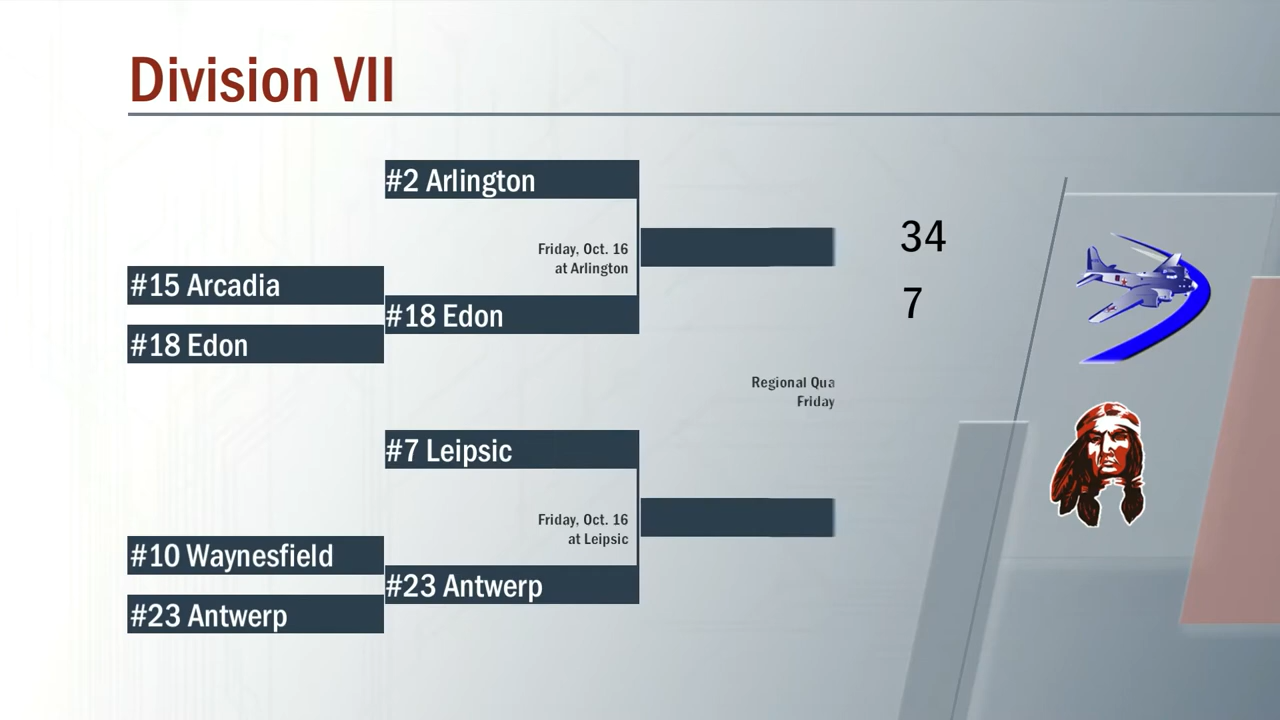 Division VII
#2 Arlington
Friday, Oct. 16
at Arlington
#15 Arcadia
#18 Edon
#18 Edon
34
7
Regional Qua
Friday
#7 Leipsic
Friday, Oct. 16
at Leipsic
#10 Waynesfield
#23 Antwerp
#23 Antwerp